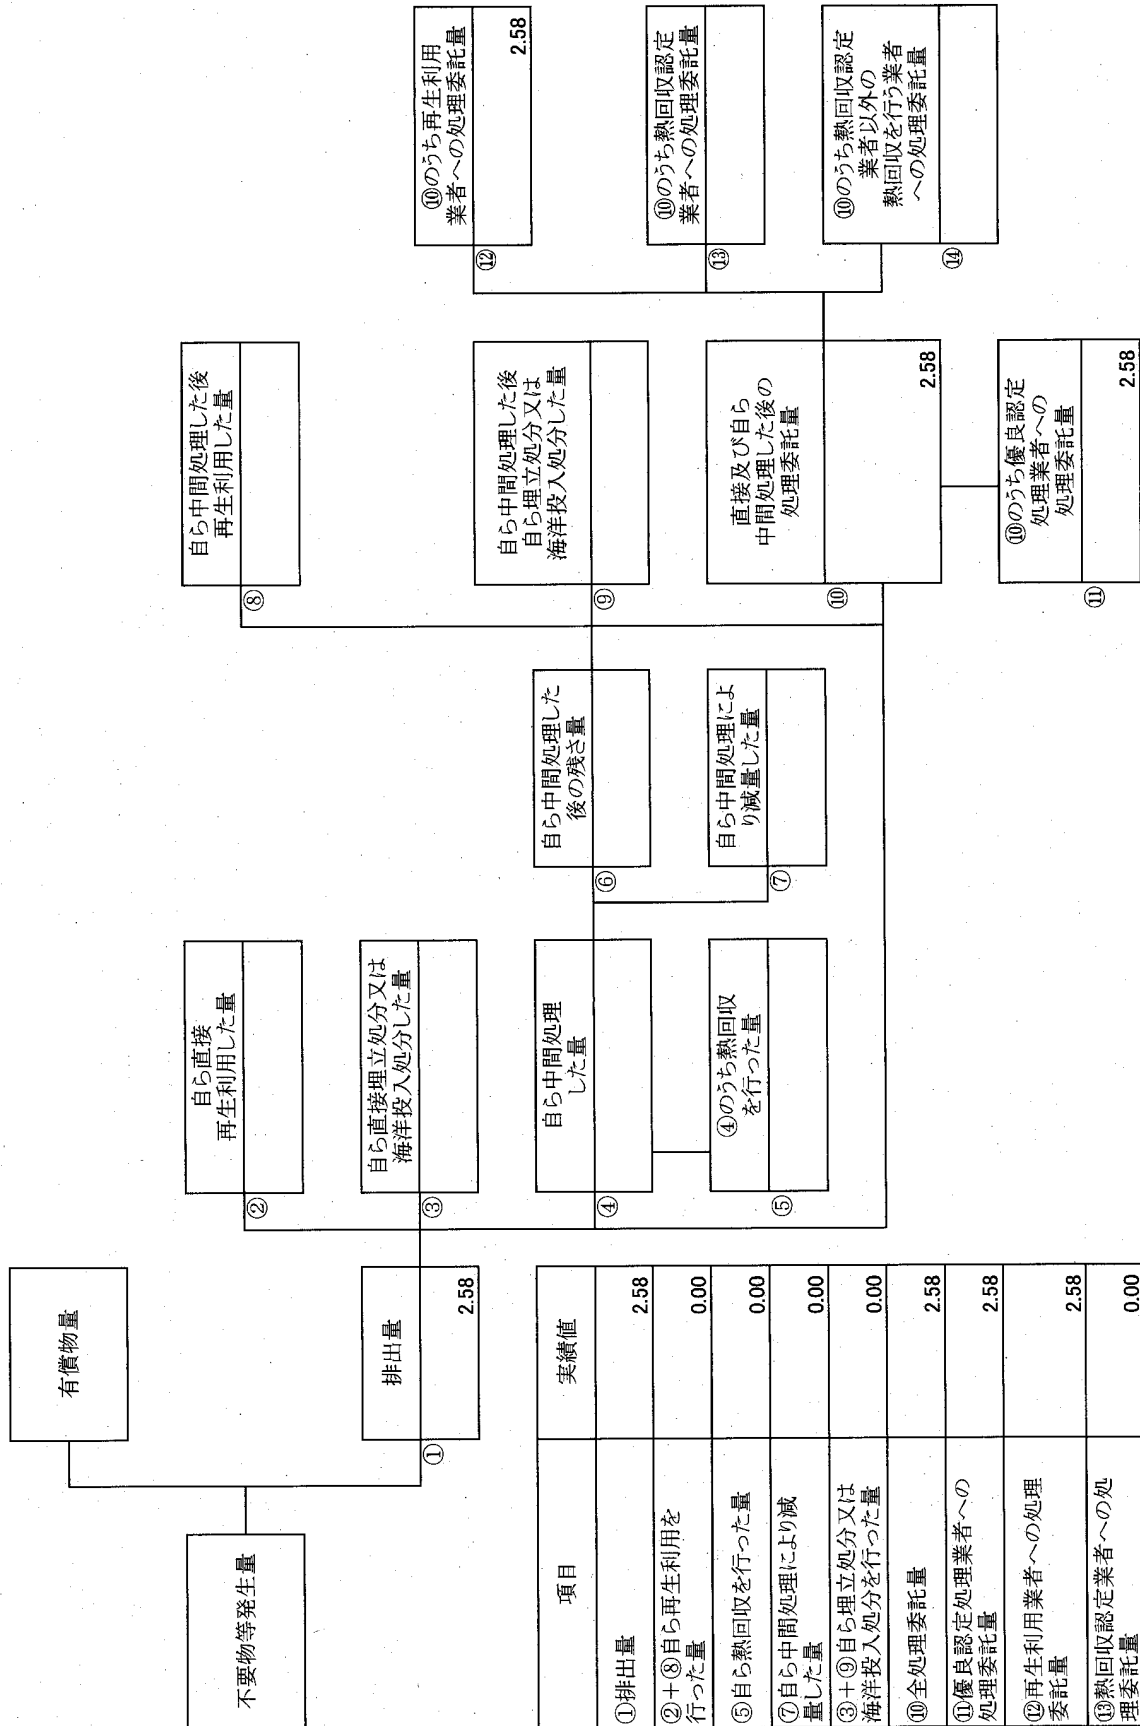 不要物等発生量
有償物量
排出量
①
2.58
自ら直接
再生利用した量
②
自ら直接埋立処分又は
海洋投入処分した量
③
自ら中間処理
した量
④
④のうち熱回収
を行った量
⑤
自ら中間処理した
後の残さ量
⑥
自ら中間処理によ
り減量した量
⑦
自ら中間処理した後
再生利用した量
⑧
自ら中間処理した後
自ら埋立処分又は
海洋投入処分した量
⑨
直接及び自ら
中間処理した後の
処理委託量
⑩
2.58
⑩のうち優良認定
処理業者への
処理委託量
⑪
2.58
⑩のうち再生利用
業者への処理委託量
⑫
2.58
⑩のうち熱回収認定
業者への処理委託量
⑬
⑩のうち熱回収認定
業者以外の
熱回収を行う業者
への処理委託量
⑭
項目 実績値
①排出量 2.58
②+⑧自ら再生利用を
行った量 0.00
⑤自ら熱回収を行った量 0.00
⑦自ら中間処理により減
量した量 0.00
③+⑨自ら埋立処分又は
海洋投入処分を行った量 0.00
⑩全処理委託量 2.58
⑪優良認定処理業者への
処理委託量 2.58
⑫再生利用業者への処理
委託量 2.58
⑬熱回収認定業者への処
理委託量 0.00